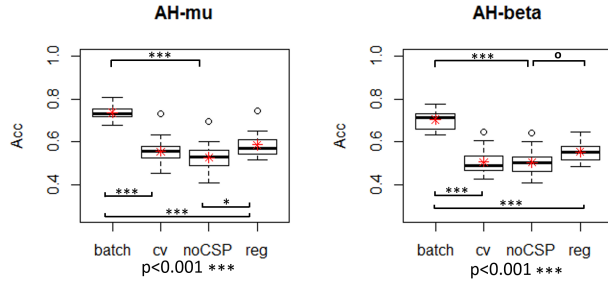 AH-mu
AH-beta
Acc
1.0
0.8
0.6
0.4
***
***
***
*
batch cv noCSP reg
p<0.001 ***
Acc
1.0
0.8
0.6
0.4
***
o
***
***
batch cv noCSP reg
p<0.001 ***